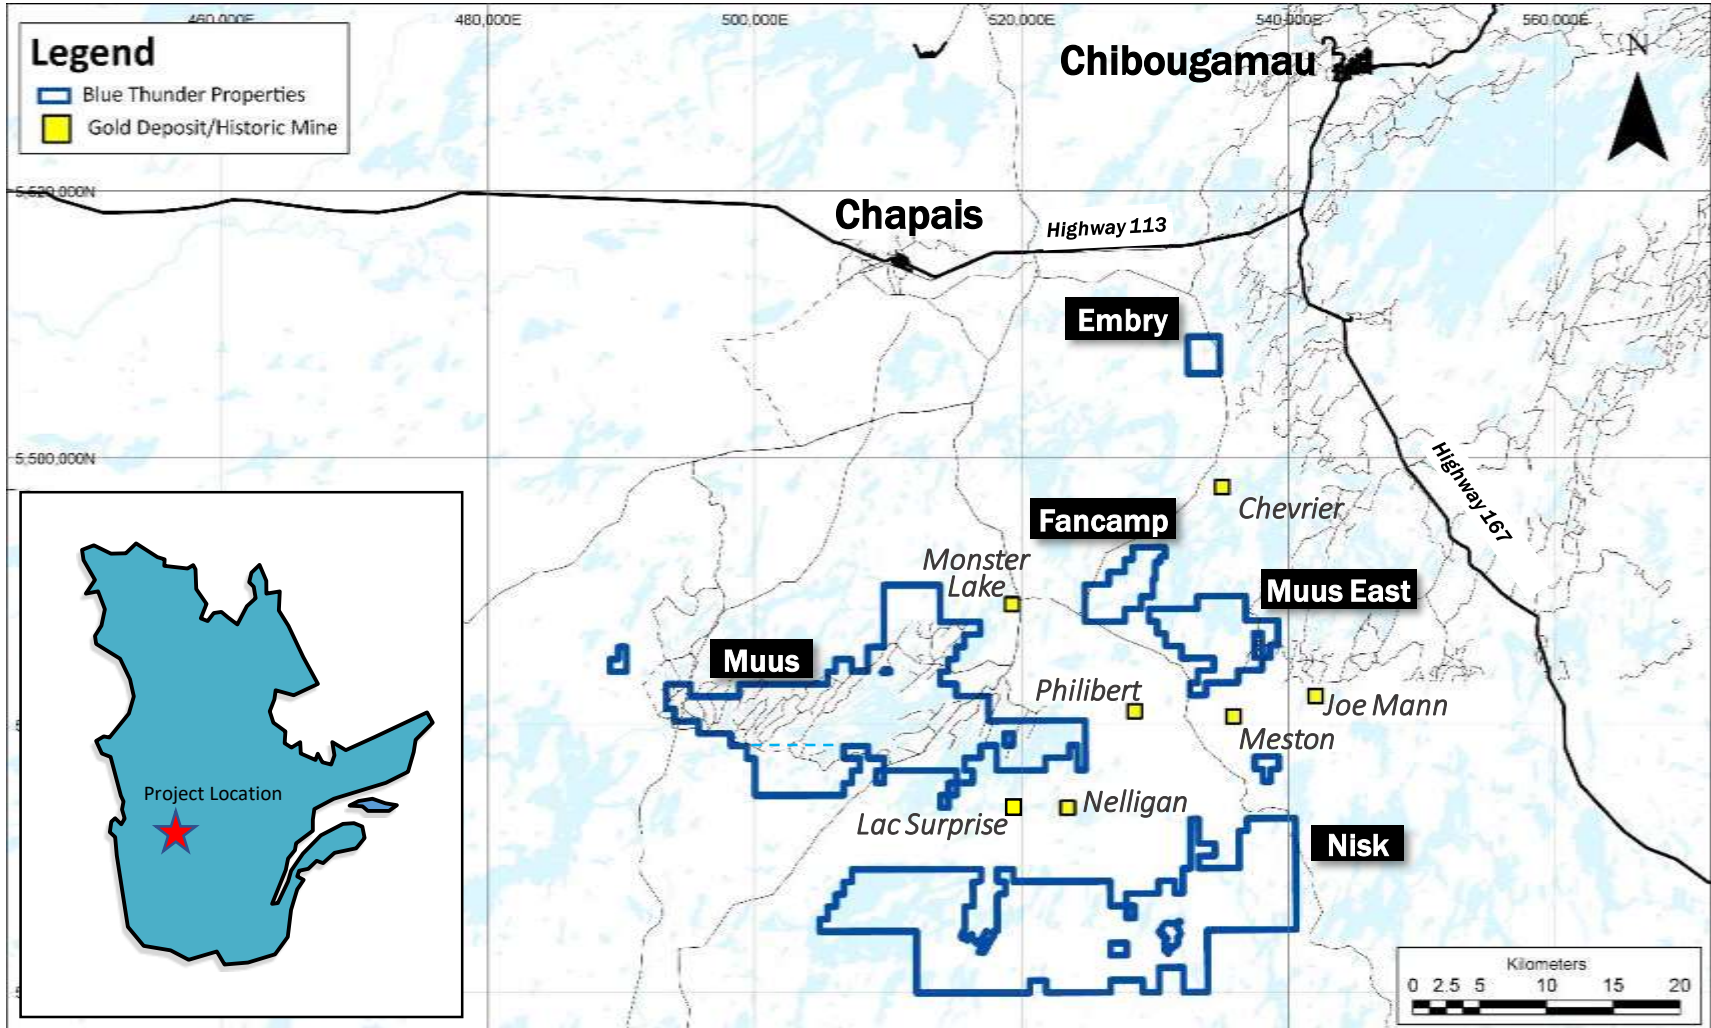 460,000E
480,000E
500,000E
520,000E
540,000E
560,000E
Legend
Blue Thunder Properties
Gold Deposit/Historic Mine
Chibougamau
N
5,520,000N
Chapais
Highway 113
Embry
5,500,000N
Highway 167
Chevrier
Fancamp
Monster
Lake
Muus East
Muus
Philibert
Joe Mann
Meston
Project Location
Nelligan
Lac Surprise
Nisk
Kilometers
0 2.5 5 10 15 20